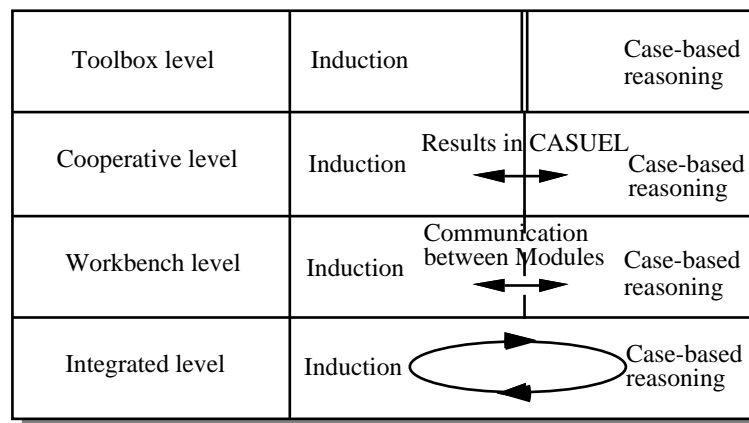 Toolbox level
Induction
Case-based
reasoning
Cooperative level
Induction
Results in CASUEL
Case-based
reasoning
Workbench level
Induction
Communication
between Modules
Case-based
reasoning
Integrated level
Induction
Case-based
reasoning